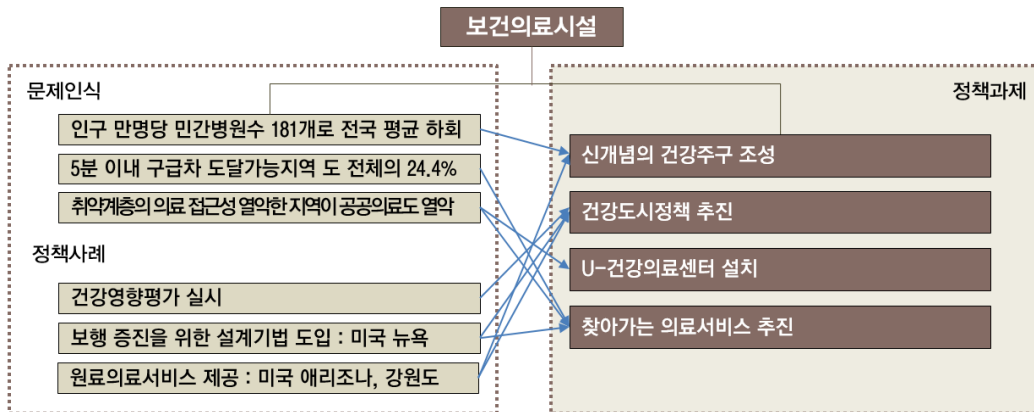 보건의료시설
문제인식
인구 만명당 민간병원수 181개로 전국 평균 하회
5분 이내 구급차 도달가능지역 도 전체의 24.4%
취약계층의 의료 접근성 열악한 지역이 공공의료도 열악
정책사례
건강영향평가 실시
보행 증진을 위한 설계기법 도입 : 미국 뉴욕
원료의료서비스 제공 : 미국 애리조나, 강원도
정책과제
신개념의 건강주구 조성
건강도시정책 추진
U-건강의료센터 설치
찾아가는 의료서비스 추진